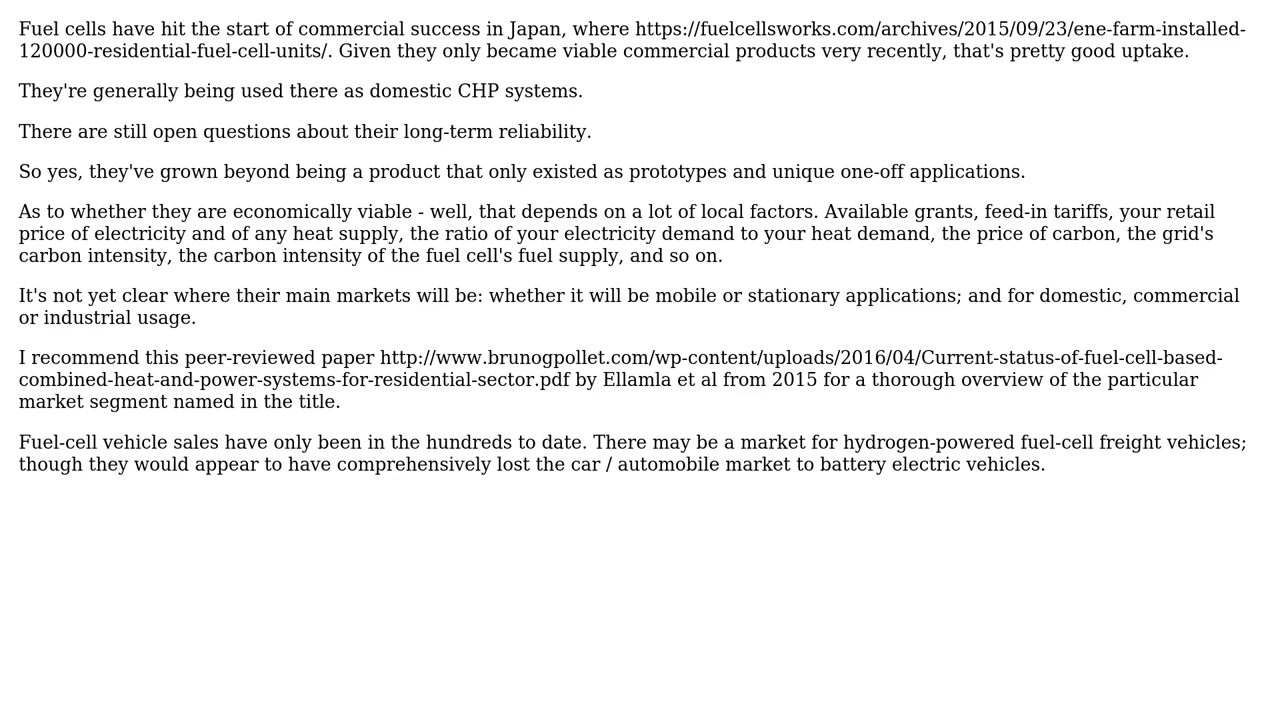 Fuel cells have hit the start of commercial success in Japan, where https://fuelcellsworks.com/archives/2015/09/23/ene-farm-installed-
120000-residential-fuel-cell-units/. Given they only became viable commercial products very recently, that's pretty good uptake.
They're generally being used there as domestic CHP systems.
There are still open questions about their long-term reliability.
So yes, they've grown beyond being a product that only existed as prototypes and unique one-off applications.
As to whether they are economically viable - well, that depends on a lot of local factors. Available grants, feed-in tariffs, your retail
price of electricity and of any heat supply, the ratio of your electricity demand to your heat demand, the price of carbon, the grid's
carbon intensity, the carbon intensity of the fuel cell's fuel supply, and so on.
It's not yet clear where their main markets will be: whether it will be mobile or stationary applications; and for domestic, commercial
or industrial usage.
I recommend this peer-reviewed paper http://www.brunogpollet.com/wp-content/uploads/2016/04/Current-status-of-fuel-cell-based-
combined-heat-and-power-systems-for-residential-sector.pdf by Ellamla et al from 2015 for a thorough overview of the particular
market segment named in the title.
Fuel-cell vehicle sales have only been in the hundreds to date. There may be a market for hydrogen-powered fuel-cell freight vehicles;
though they would appear to have comprehensively lost the car / automobile market to battery electric vehicles.